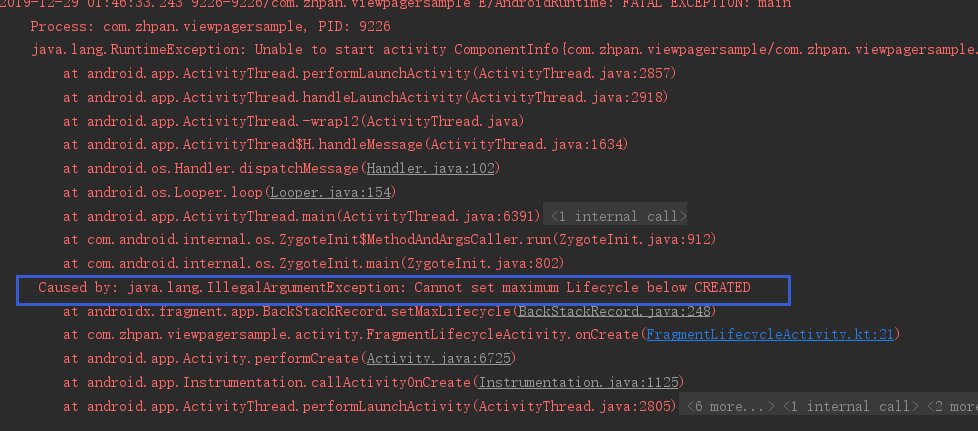 2019-12-29 01:46:33.243 9226-9226/com.zhpan.viewpagersample E/AndroidRuntime: FATAL EXCEPTION: main
Process: com.zhpan.viewpagersample, PID: 9226
java.lang.RuntimeException: Unable to start activity ComponentInfo{com.zhpan.viewpagersample/com.zhpan.viewpagersample.
at android.app.ActivityThread.performLaunchActivity(ActivityThread.java:2857)
at android.app.ActivityThread.handleLaunchActivity(ActivityThread.java:2918)
at android.app.ActivityThread.-wrap12(ActivityThread.java)
at android.app.ActivityThread$H.handleMessage(ActivityThread.java:1634)
at android.os.Handler.dispatchMessage(Handler.java:102)
at android.os.Looper.loop(Looper.java:154)
at android.app.ActivityThread.main(ActivityThread.java:6391) <1 internal call>
at com.android.internal.os.ZygoteInit$MethodAndArgsCaller.run(ZygoteInit.java:912)
at com.android.internal.os.ZygoteInit.main(ZygoteInit.java:802)
Caused by: java.lang.IllegalArgumentException: Cannot set maximum Lifecycle below CREATED
at androidx.fragment.app.BackStackRecord.setMaxLifecycle(BackStackRecord.java:248)
at com.zhpan.viewpagersample.activity.FragmentLifecycleActivity.onCreate(FragmentLifecycleActivity.kt:21)
at android.app.Activity.performCreate(Activity.java:6725)
at android.app.Instrumentation.callActivityOnCreate(Instrumentation.java:1125)
at android.app.ActivityThread.performLaunchActivity(ActivityThread.java:2805) <6 more...> <1 internal call> <2 more